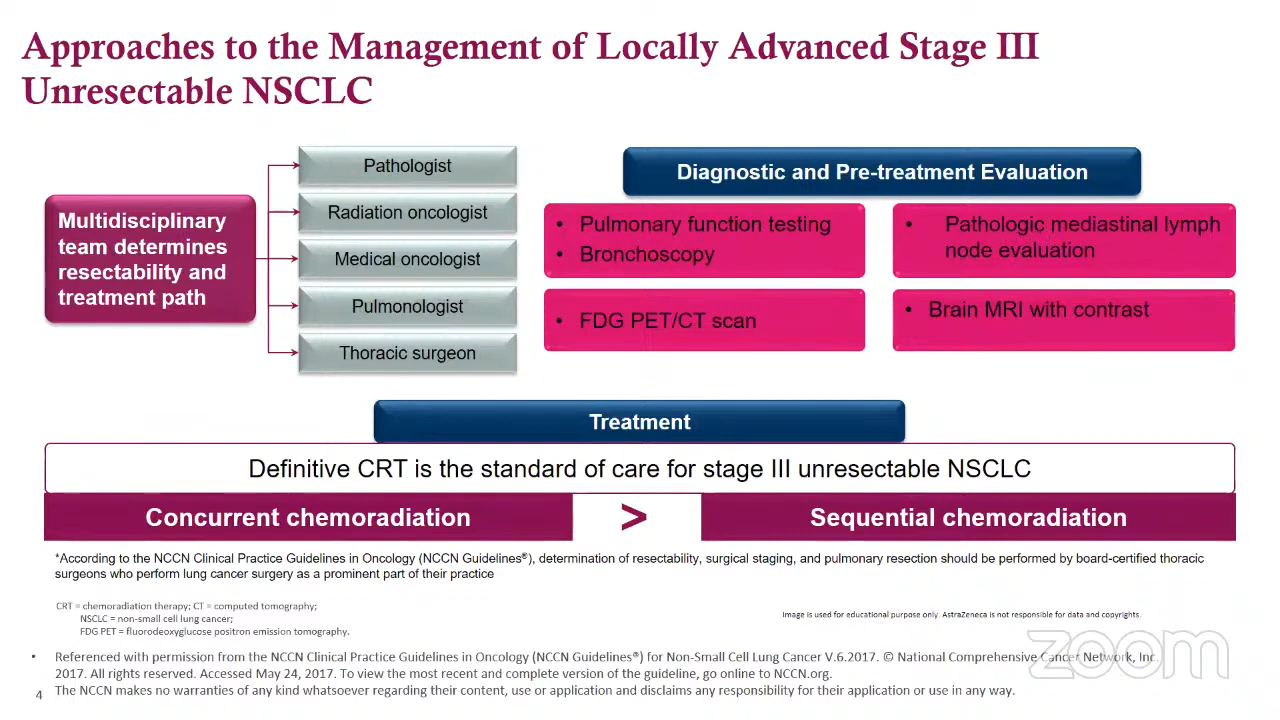 Approaches to the Management of Locally Advanced Stage III
Unresectable NSCLC
Multidisciplinary
team determines
resectability and
treatment path
Pathologist
Radiation oncologist
Medical oncologist
Pulmonologist
Thoracic surgeon
Diagnostic and Pre-treatment Evaluation
• Pulmonary function testing
• Bronchoscopy
• Pathologic mediastinal lymph
node evaluation
• FDG PET/CT scan
• Brain MRI with contrast
Treatment
Definitive CRT is the standard of care for stage III unresectable NSCLC
Concurrent chemoradiation
>
Sequential chemoradiation
*According to the NCCN Clinical Practice Guidelines in Oncology (NCCN Guidelines®), determination of resectability, surgical staging, and pulmonary resection should be performed by board-certified thoracic
surgeons who perform lung cancer surgery as a prominent part of their practice
CRT = chemoradiation therapy; CT = computed tomography;
NSCLC = non-small cell lung cancer;
FDG PET = fluorodeoxyglucose positron emission tomography.
Image is used for educational purpose only. AstraZeneca is not responsible for data and copyrights.
zoom
• Referenced with permission from the NCCN Clinical Practice Guidelines in Oncology (NCCN Guidelines®) for Non-Small Cell Lung Cancer V.6.2017. © National Comprehensive Cancer Network, Inc.
2017. All rights reserved. Accessed May 24, 2017. To view the most recent and complete version of the guideline, go online to NCCN.org.
The NCCN makes no warranties of any kind whatsoever regarding their content, use or application and disclaims any responsibility for their application or use in any way.
4